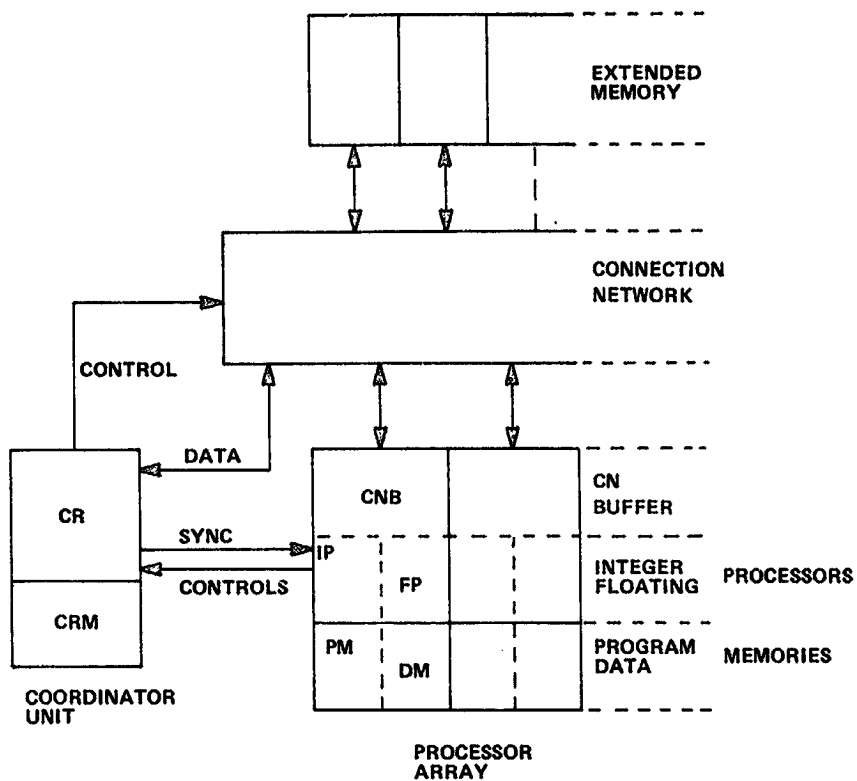 EXTENDED
MEMORY
CONNECTION
NETWORK
CONTROL
DATA
CR
SYNC
CONTROLS
CRM
COORDINATOR
UNIT
CNB
IP
FP
PM
DM
CN
BUFFER
INTEGER
FLOATING
PROCESSORS
PROGRAM
DATA
MEMORIES
PROCESSOR
ARRAY